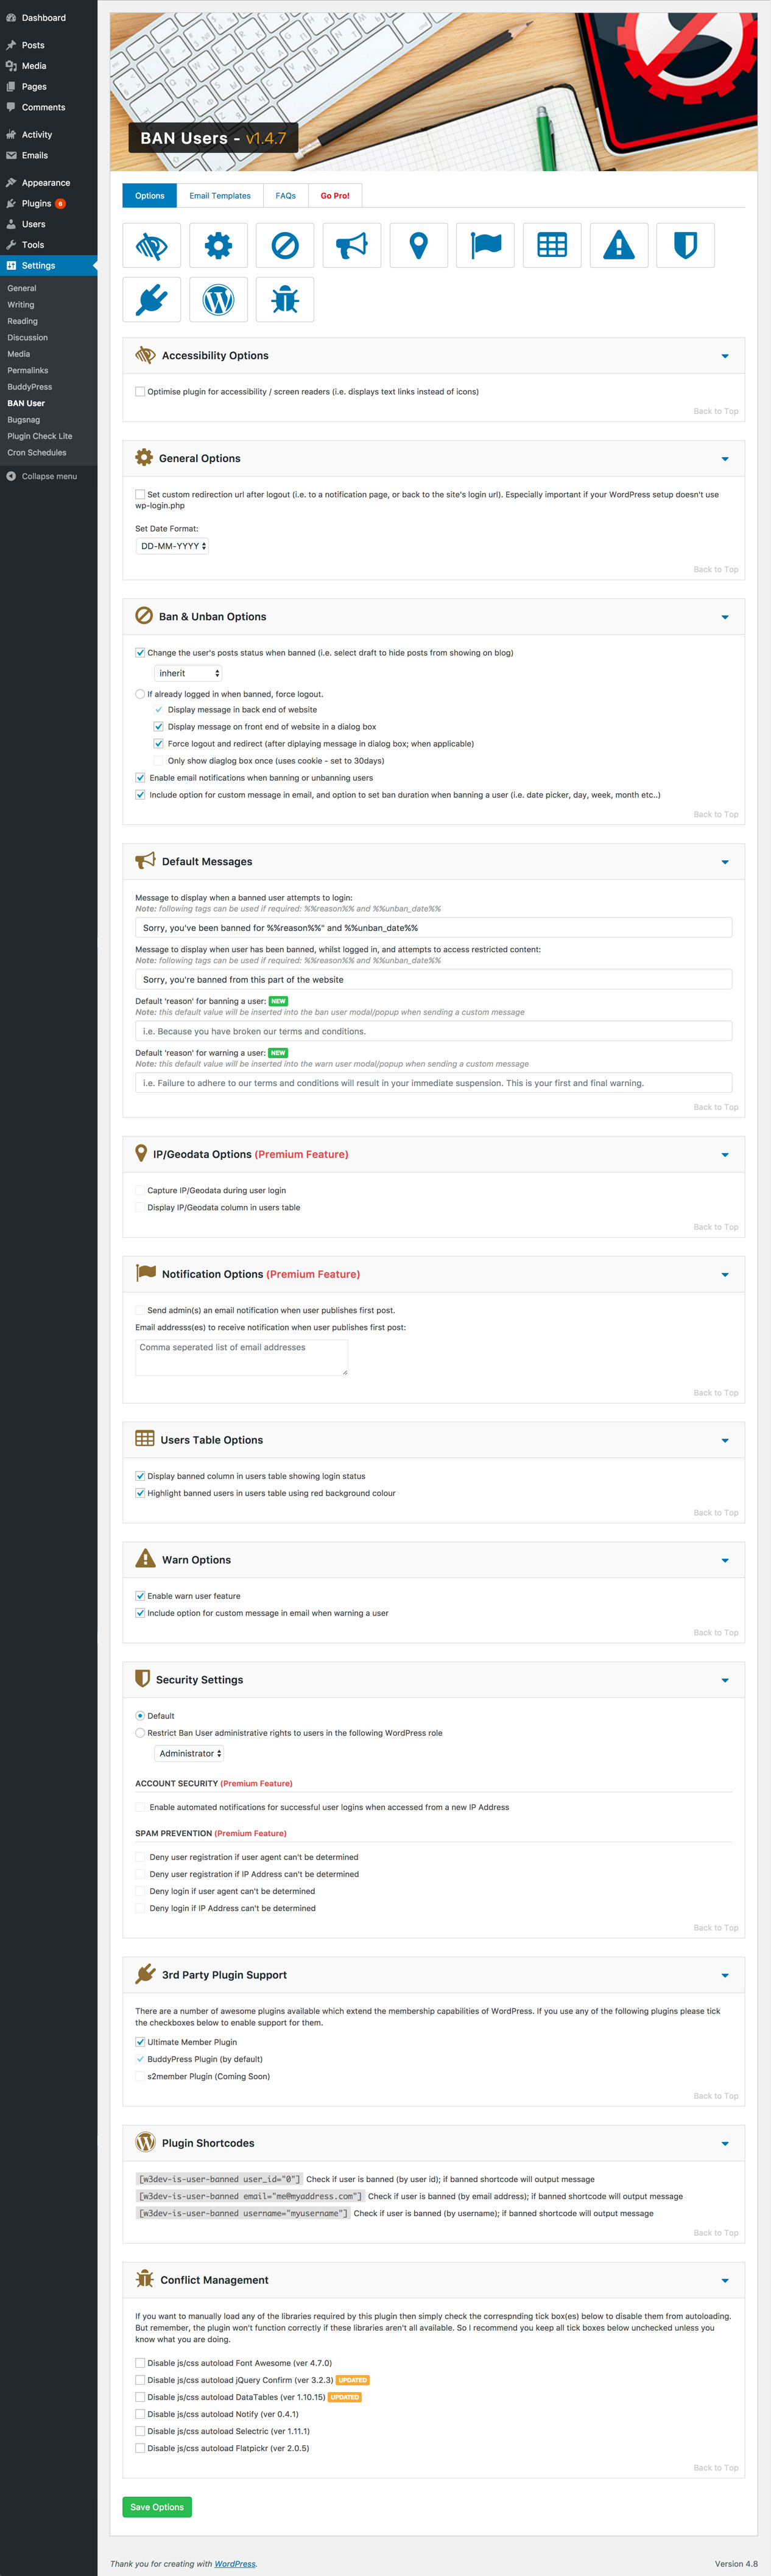 Dashboard
Posts
Media
Pages
Comments
Activity
Emails
Appearance
Plugins 6
Users
Tools
Settings
General
Writing
Reading
Discussion
Media
Permalinks
BuddyPress
BAN User
Bugsnag
Plugin Check Lite
Cron Schedules
Collapse menu
BAN Users - v1.4.7
Options Email Templates FAQs Go Pro!
Accessibility Options
Optimise plugin for accessibility / screen readers (i.e. displays text links instead of icons)
Back to Top
General Options
Set custom redirection url after logout (i.e. to a notification page, or back to the site's login url). Especially important if your WordPress setup doesn't use
wp-login.php
Set Date Format:
DD-MM-YYYY
Back to Top
Ban & Unban Options
Change the user's posts status when banned (i.e. select draft to hide posts from showing on blog)
inherit
If already logged in when banned, force logout.
Display message in back end of website
Display message on front end of website in a dialog box
Force logout and redirect (after diplaying message in dialog box; when applicable)
Only show diaglog box once (uses cookie - set to 30days)
Enable email notifications when banning or unbanning users
Include option for custom message in email, and option to set ban duration when banning a user (i.e. date picker, day, week, month etc..)
Back to Top
Default Messages
Message to display when a banned user attempts to login:
Note: following tags can be used if required: %%reason%% and %%unban_date%%
Sorry, you've been banned for %%reason%%" and %%unban_date%%
Message to display when user has been banned, whilst logged in, and attempts to access restricted content:
Note: following tags can be used if required: %%reason%% and %%unban_date%%
Sorry, you're banned from this part of the website
Default 'reason' for banning a user: NEW
Note: this default value will be inserted into the ban user modal/popup when sending a custom message
i.e. Because you have broken our terms and conditions.
Default 'reason' for warning a user: NEW
Note: this default value will be inserted into the warn user modal/popup when sending a custom message
i.e. Failure to adhere to our terms and conditions will result in your immediate suspension. This is your first and final warning.
Back to Top
IP/Geodata Options (Premium Feature)
Capture IP/Geodata during user login
Display IP/Geodata column in users table
Back to Top
Notification Options (Premium Feature)
Send admin(s) an email notification when user publishes first post.
Email addresss(es) to receive notification when user publishes first post:
Comma seperated list of email addresses
Back to Top
Users Table Options
Display banned column in users table showing login status
Highlight banned users in users table using red background colour
Back to Top
Warn Options
Enable warn user feature
Include option for custom message in email when warning a user
Back to Top
Security Settings
Default
Restrict Ban User administrative rights to users in the following WordPress role
Administrator
ACCOUNT SECURITY (Premium Feature)
Enable automated notifications for successful user logins when accessed from a new IP Address
SPAM PREVENTION (Premium Feature)
Deny user registration if user agent can't be determined
Deny user registration if IP Address can't be determined
Deny login if user agent can't be determined
Deny login if IP Address can't be determined
Back to Top
3rd Party Plugin Support
There are a number of awesome plugins available which extend the membership capabilities of WordPress. If you use any of the following plugins please tick
the checkboxes below to enable support for them.
Ultimate Member Plugin
BuddyPress Plugin (by default)
s2member Plugin (Coming Soon)
Back to Top
Plugin Shortcodes
[w3dev-is-user-banned user_id="0"] Check if user is banned (by user id); if banned shortcode will output message
[w3dev-is-user-banned email="me@myaddress.com"] Check if user is banned (by email address); if banned shortcode will output message
[w3dev-is-user-banned username="myusername"] Check if user is banned (by username); if banned shortcode will output message
Back to Top
Conflict Management
If you want to manually load any of the libraries required by this plugin then simply check the correspnding tick box(es) below to disable them from autoloading.
But remember, the plugin won't function correctly if these libraries aren't all available. So I recommend you keep all tick boxes below unchecked unless you
know what you are doing.
Disable js/css autoload Font Awesome (ver 4.7.0)
Disable js/css autoload jQuery Confirm (ver 3.2.3) UPDATED
Disable js/css autoload DataTables (ver 1.10.15) UPDATED
Disable js/css autoload Notify (ver 0.4.1)
Disable js/css autoload Selectric (ver 1.11.1)
Disable js/css autoload Flatpickr (ver 2.0.5)
Back to Top
Save Options
Thank you for creating with WordPress.
Version 4.8